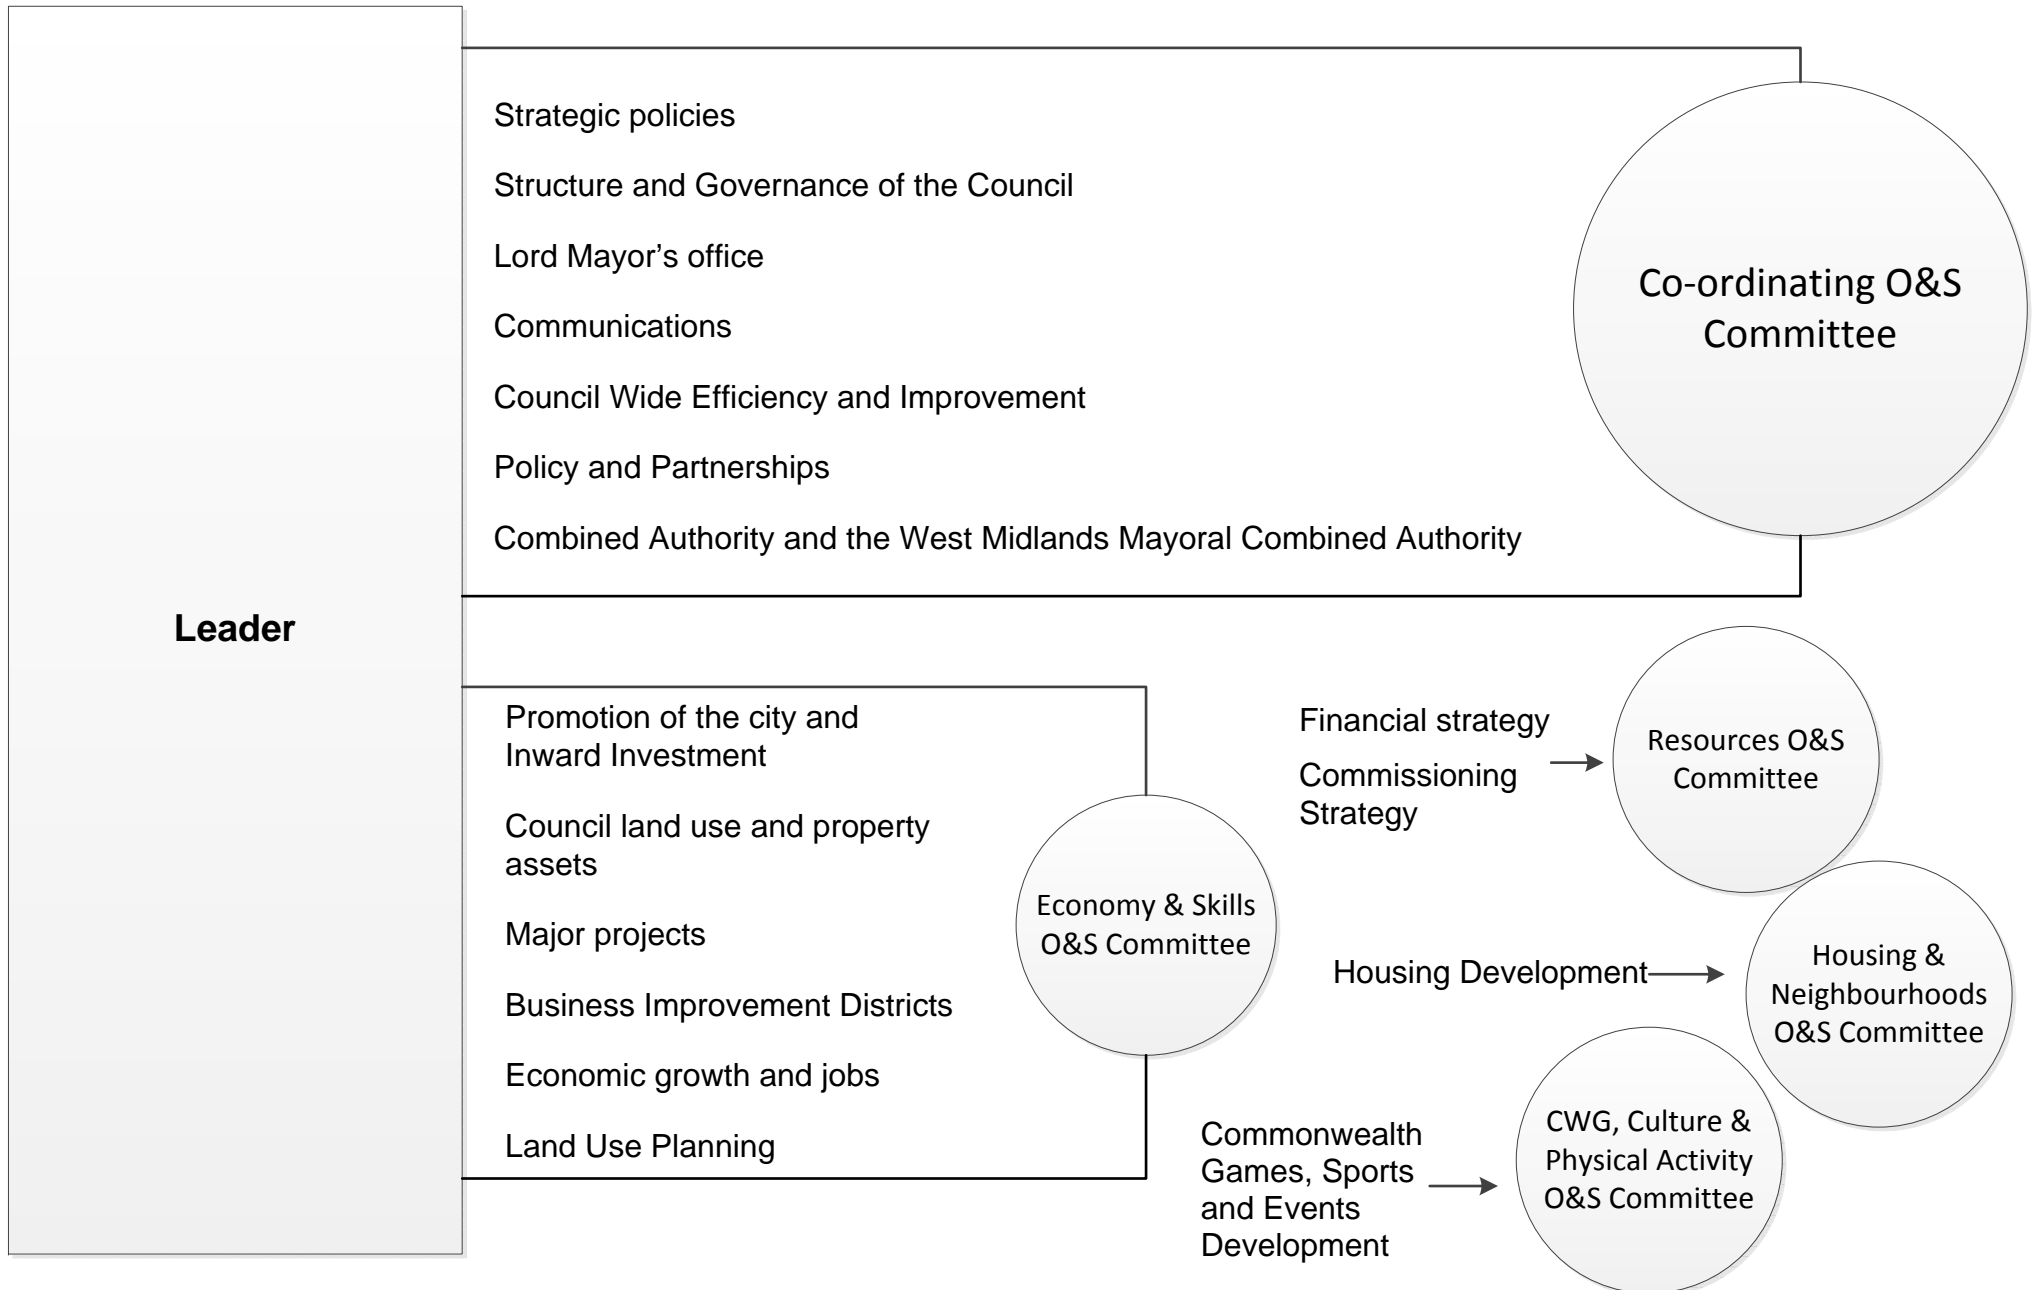 Leader
Strategic policies
Structure and Governance of the Council
Lord Mayor’s office
Communications
Council Wide Efficiency and Improvement
Policy and Partnerships
Combined Authority and the West Midlands Mayoral Combined Authority
Co-ordinating O&S
Committee
Promotion of the city and
Inward Investment
Council land use and property
assets
Major projects
Business Improvement Districts
Economic growth and jobs
Land Use Planning
Economy & Skills
O&S Committee
Financial strategy
Commissioning
Strategy
Resources O&S
Committee
Housing Development
Housing &
Neighbourhoods
O&S Committee
Commonwealth
Games, Sports
and Events
Development
CWG, Culture &
Physical Activity
O&S Committee